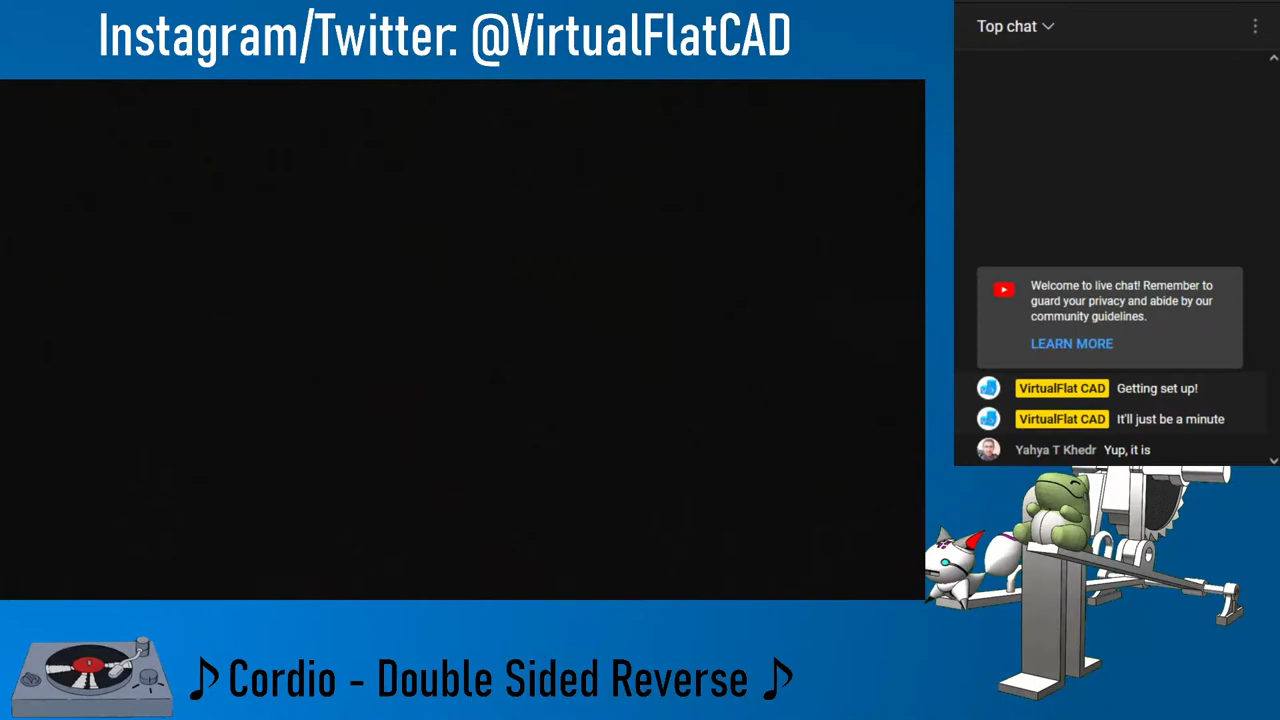 Instagram/Twitter: @VirtualFlatCAD
Top chat
Welcome to live chat! Remember to
guard your privacy and abide by our
community guidelines.
LEARN MORE
VirtualFlat CAD Getting set up!
VirtualFlat CAD It'll just be a minute
Yahya T Khedr Yup, it is
♪ Cordio - Double Sided Reverse ♪